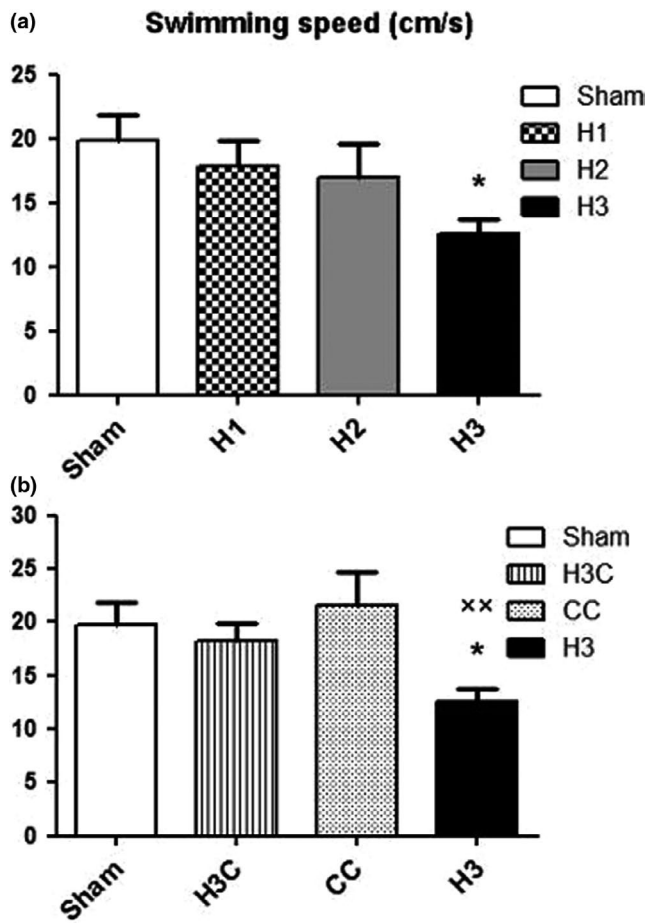 (a) Swimming speed (cm/s)
25
20
15
10
5
0
Sham
H1
H2
H3
*
Sham
H1
H2
H3
(b)
30
25
20
15
10
5
0
Sham
H3C
CC
H3
××
*
Sham
H3C
CC
H3